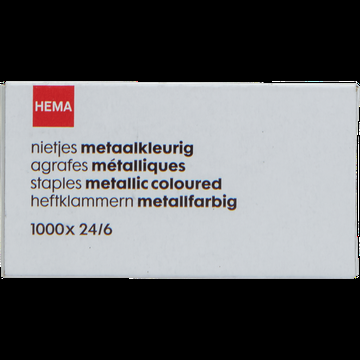 HEMA
nietjes metaalkleurig
agrafes métalliques
staples metallic coloured
heftklammern metallfarbig
1000x 24/6